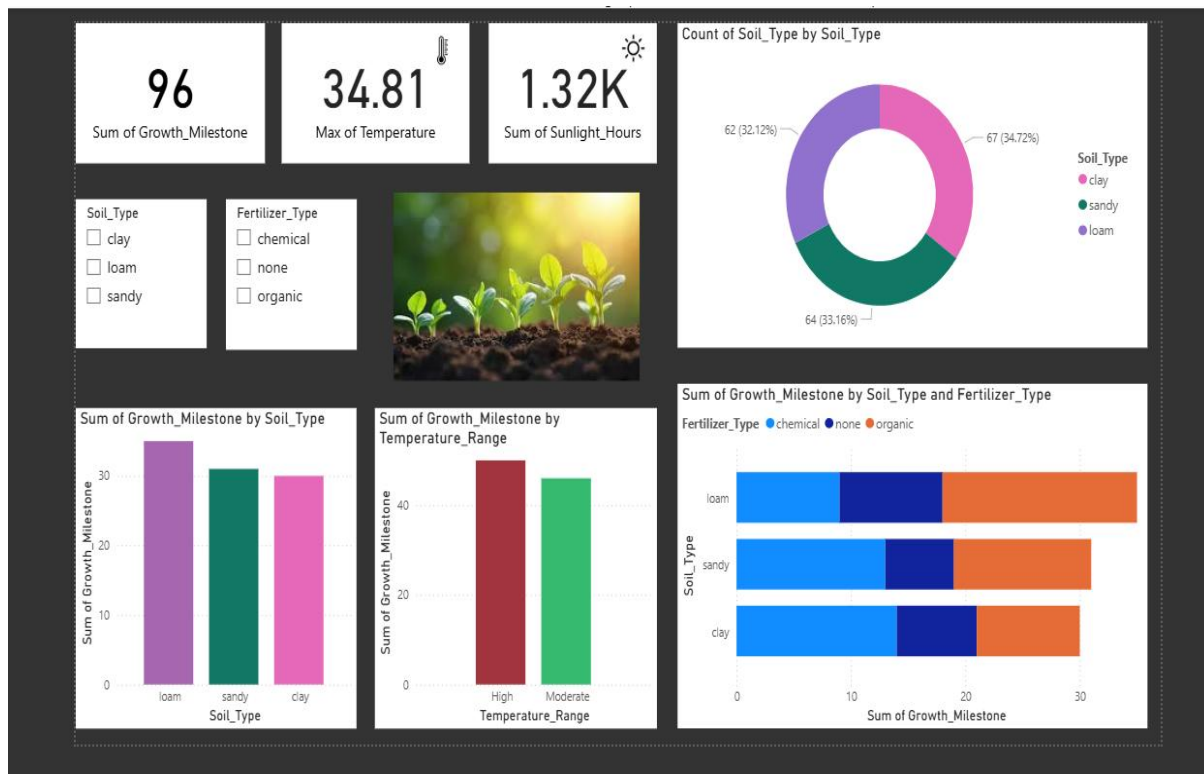 96
Sum of Growth_Milestone
34.81
Max of Temperature
1.32K
Sum of Sunlight_Hours
Count of Soil_Type by Soil_Type
62 (32.12%)
67 (34.72%)
64 (33.16%)
Soil_Type
clay
sandy
loam
Soil_Type
clay
loam
sandy
Fertilizer_Type
chemical
none
organic
Sum of Growth_Milestone by Soil_Type
Sum of Growth_Milestone
30
20
10
0
loam sandy clay
Soil_Type
Sum of Growth_Milestone by
Temperature_Range
Sum of Growth_Milestone
40
20
0
High Moderate
Temperature_Range
Sum of Growth_Milestone by Soil_Type and Fertilizer_Type
Fertilizer_Type chemical none organic
Soil_Type
loam
sandy
clay
0 10 20 30
Sum of Growth_Milestone